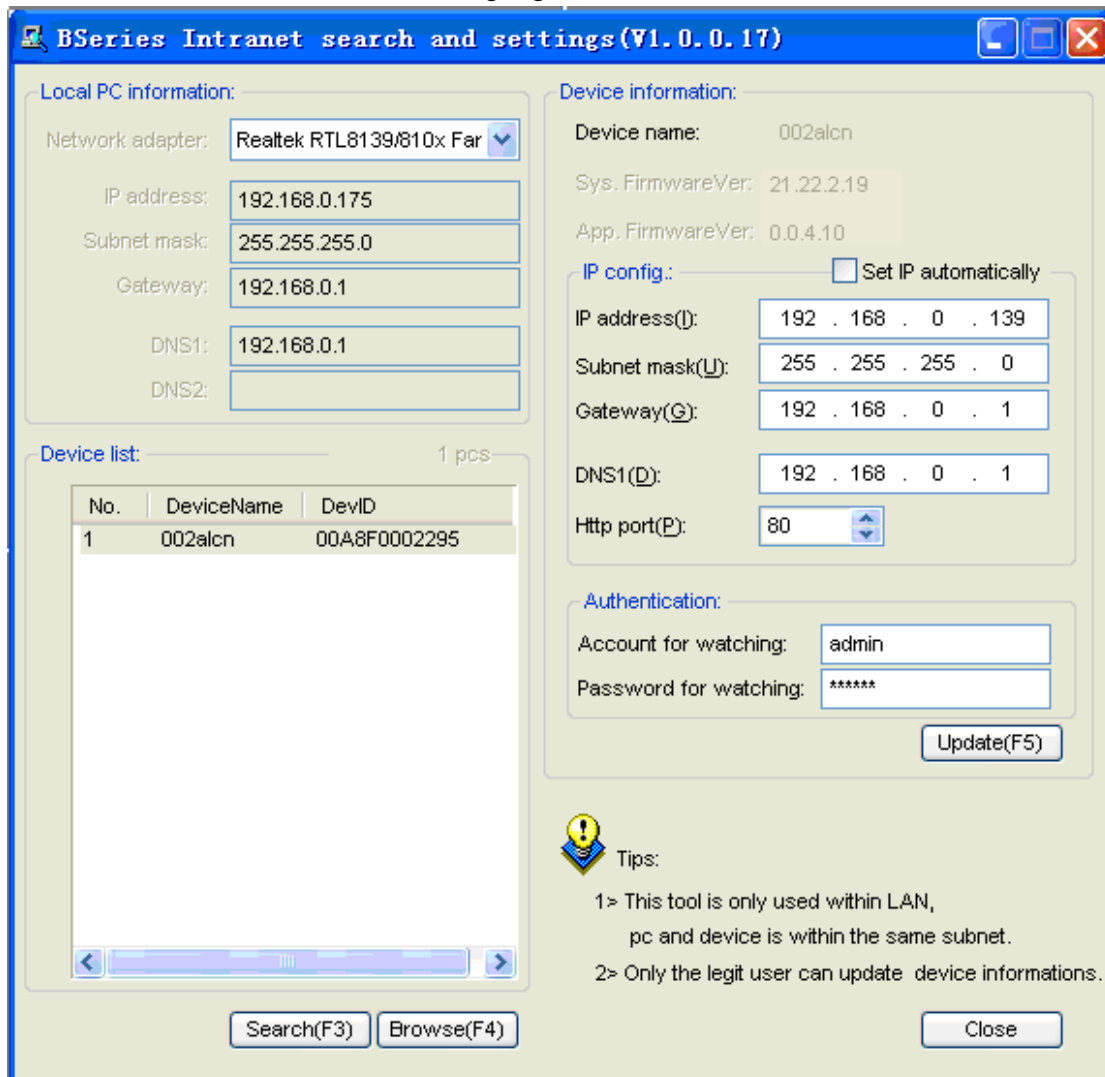 BSeries Intranet search and settings(V1.0.0.17)
Local PC information:
Network adapter: Realtek RTL8139/810x Far
IP address: 192.168.0.175
Subnet mask: 255.255.255.0
Gateway: 192.168.0.1
DNS1: 192.168.0.1
DNS2:
Device list: 1 pcs
No. DeviceName DevID
1 002alcn 00A8F0002295
Search(F3) Browse(F4)
Device information:
Device name: 002alcn
Sys. FirmwareVer: 21.22.2.19
App. FirmwareVer: 0.0.4.10
IP config.: Set IP automatically
IP address(I): 192 . 168 . 0 . 139
Subnet mask(U): 255 . 255 . 255 . 0
Gateway(G): 192 . 168 . 0 . 1
DNS1(D): 192 . 168 . 0 . 1
Http port(P): 80
Authentication:
Account for watching: admin
Password for watching: ******
Update(F5)
Tips:
1> This tool is only used within LAN,
pc and device is within the same subnet.
2> Only the legit user can update device informations.
Close